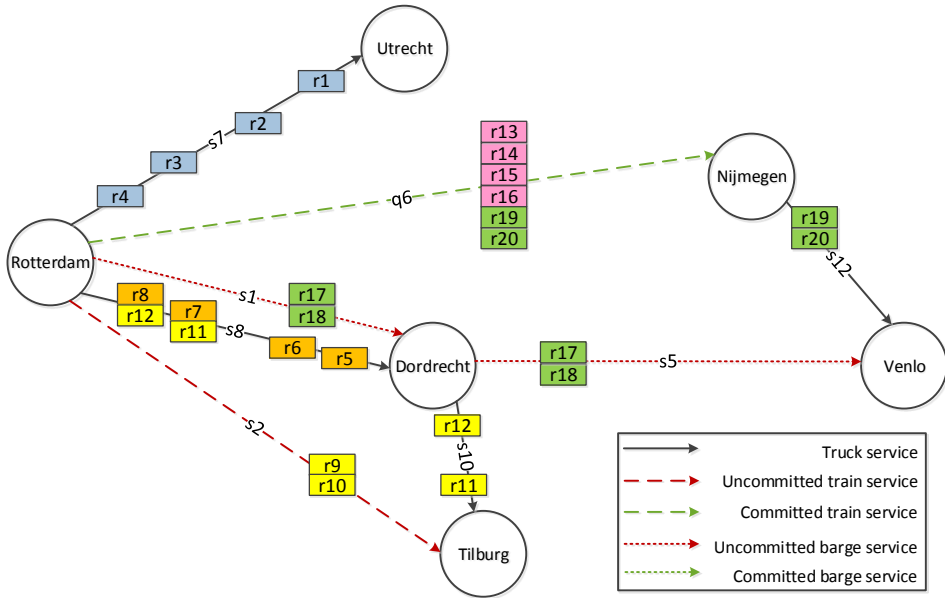 Utrecht
r1
r2
s7
r3
r4
r13
r14
r15
r16
r19
r20
q6
Nijmegen
r19
r20
s12
Rotterdam
s1
r17
r18
r8
r12
r7
r11
s8
r6
r5
Dordrecht
r17
r18
s5
Venlo
s2
r12
s10
r11
r9
r10
Tilburg
Truck service
Uncommitted train service
Committed train service
Uncommitted barge service
Committed barge service